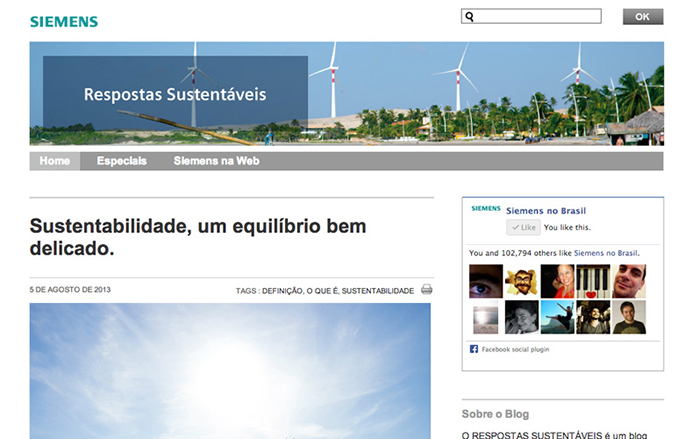 SIEMENS
OK
Respostas Sustentáveis
Home Especiais Siemens na Web
Sustentabilidade, um equilíbrio bem
delicado.
5 DE AGOSTO DE 2013
TAGS : DEFINIÇÃO, O QUE É, SUSTENTABILIDADE
SIEMENS
Siemens no Brasil
Like You like this.
You and 102,794 others like Siemens no Brasil.
Facebook social plugin
Sobre o Blog
O RESPOSTAS SUSTENTÁVEIS é um blog